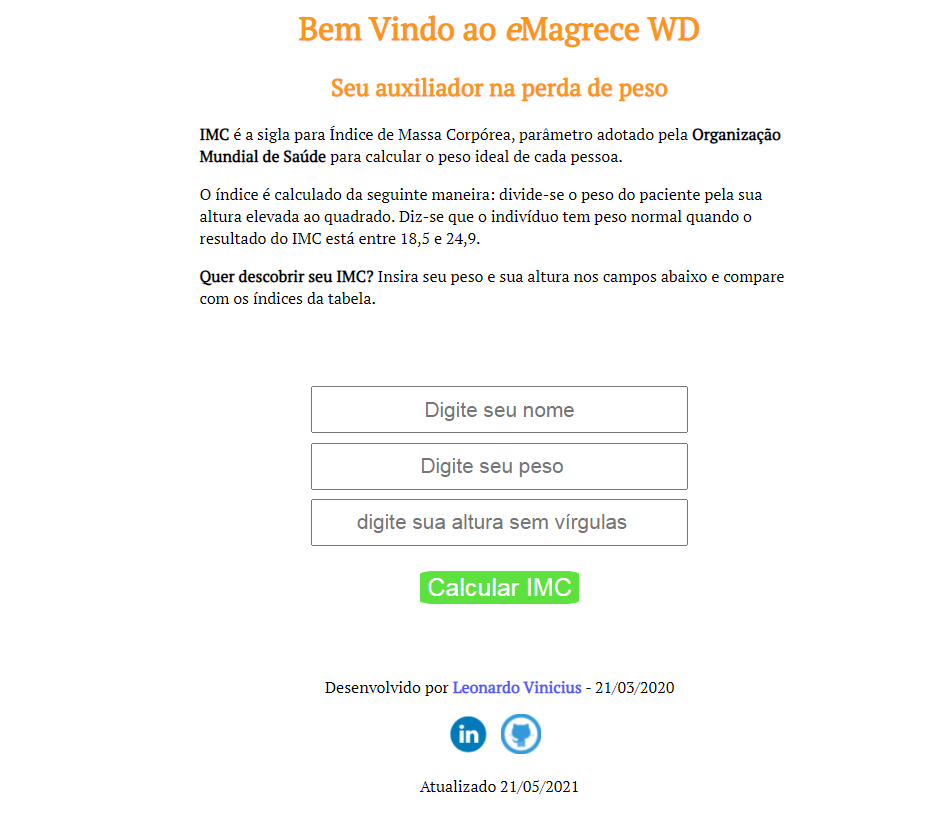 Bem Vindo ao eMagrece WD
Seu auxiliador na perda de peso
IMC é a sigla para Índice de Massa Corpórea, parâmetro adotado pela Organização
Mundial de Saúde para calcular o peso ideal de cada pessoa.
O índice é calculado da seguinte maneira: divide-se o peso do paciente pela sua
altura elevada ao quadrado. Diz-se que o indivíduo tem peso normal quando o
resultado do IMC está entre 18,5 e 24,9.
Quer descobrir seu IMC? Insira seu peso e sua altura nos campos abaixo e compare
com os índices da tabela.
Digite seu nome
Digite seu peso
digite sua altura sem vírgulas
Calcular IMC
Desenvolvido por Leonardo Vinicius - 21/03/2020
in
Atualizado 21/05/2021